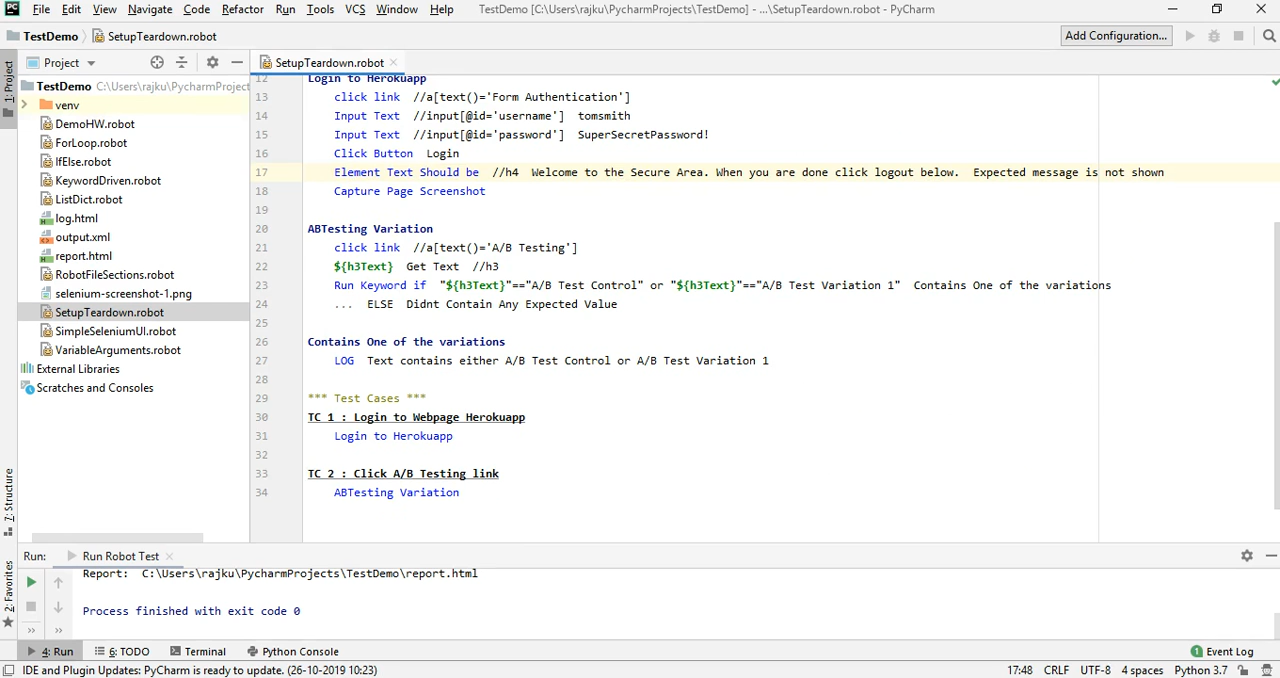 File Edit View Navigate Code Refactor Run Tools VCS Window Help TestDemo [C:\Users\rajku\PycharmProjects\TestDemo] - ...\SetupTeardown.robot - PyCharm
TestDemo SetupTeardown.robot Add Configuration...
Project SetupTeardown.robot
1: Project
TestDemo C:\Users\rajku\PycharmProject
venv
DemoHW.robot
ForLoop.robot
IfElse.robot
KeywordDriven.robot
ListDict.robot
log.html
output.xml
report.html
RobotFileSections.robot
selenium-screenshot-1.png
SetupTeardown.robot
SimpleSeleniumUI.robot
VariableArguments.robot
External Libraries
Scratches and Consoles
12 Login to Herokuapp
13 click link //a[text()='Form Authentication']
14 Input Text //input[@id='username'] tomsmith
15 Input Text //input[@id='password'] SuperSecretPassword!
16 Click Button Login
17 Element Text Should be //h4 Welcome to the Secure Area. When you are done click logout below. Expected message is not shown
18 Capture Page Screenshot
19
20 ABTesting Variation
21 click link //a[text()='A/B Testing']
22 ${h3Text} Get Text //h3
23 Run Keyword if "${h3Text}"=="A/B Test Control" or "${h3Text}"=="A/B Test Variation 1" Contains One of the variations
24 ... ELSE Didnt Contain Any Expected Value
25
26 Contains One of the variations
27 LOG Text contains either A/B Test Control or A/B Test Variation 1
28
29 *** Test Cases ***
30 TC 1 : Login to Webpage Herokuapp
31 Login to Herokuapp
32
33 TC 2 : Click A/B Testing link
34 ABTesting Variation
Z: Structure
2: Favorites
Run: Run Robot Test
Report: C:\Users\rajku\PycharmProjects\TestDemo\report.html
Process finished with exit code 0
4: Run 6: TODO Terminal Python Console 1 Event Log
IDE and Plugin Updates: PyCharm is ready to update. (26-10-2019 10:23) 17:48 CRLF UTF-8 4 spaces Python 3.7